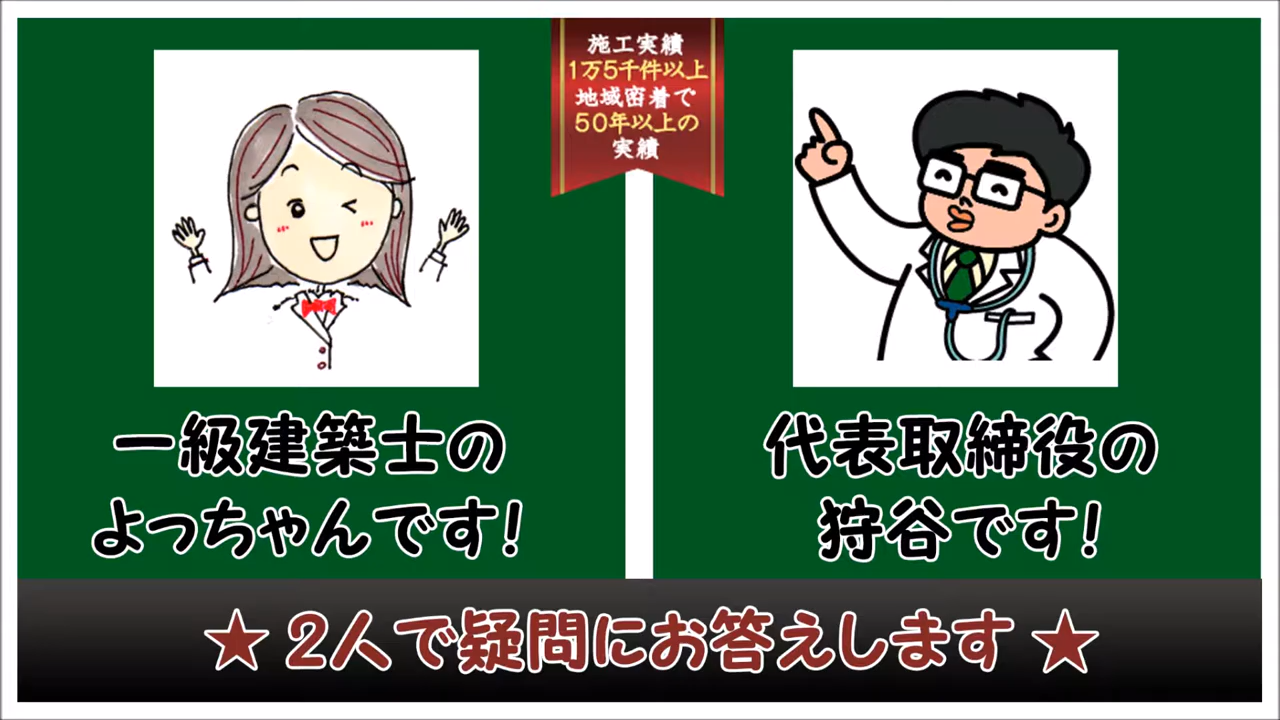 施工実績
1万5千件以上
地域密着で
50年以上の
実績
一級建築士の
よっちゃんです!
代表取締役の
狩谷です!
★ 2人で疑問にお答えします ★